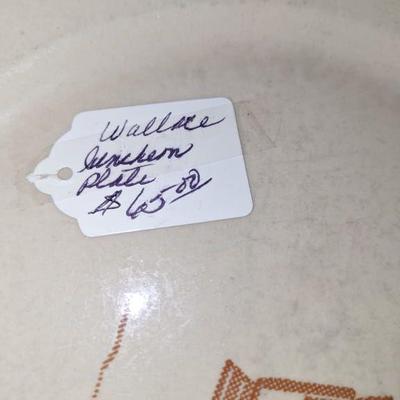 Wallace
luncheon
plate
$ 65.00